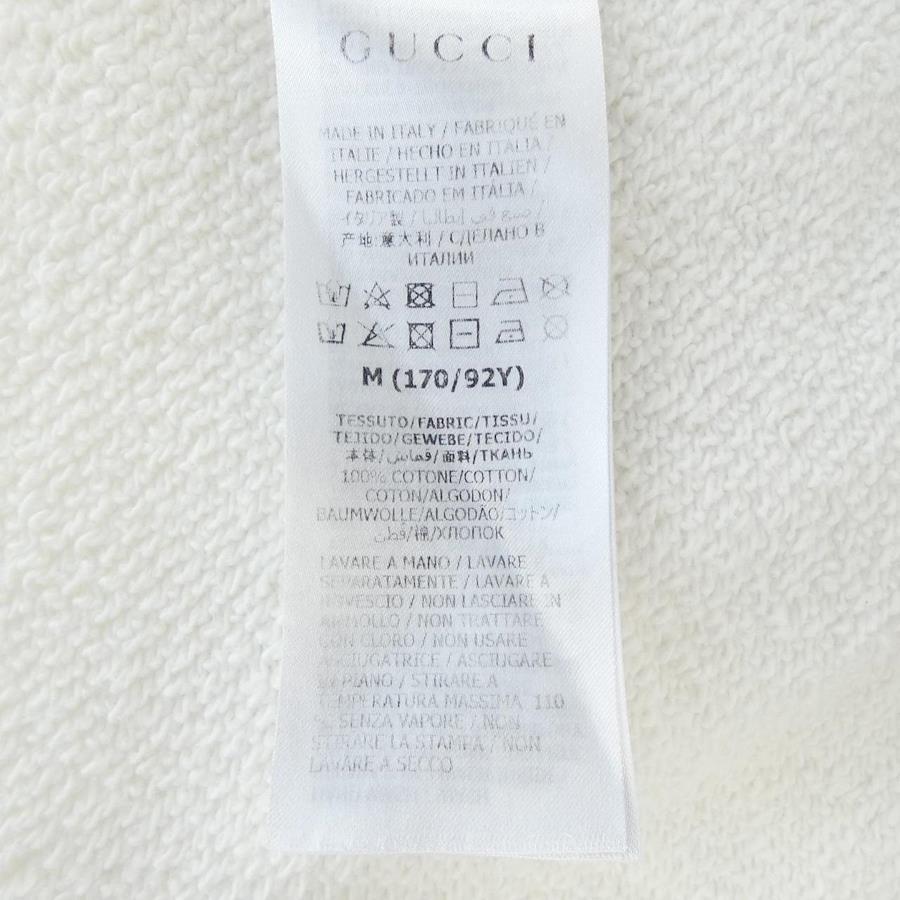 GUCCI
MADE IN ITALY / FABRIQUÉ EN
ITALIE / HECHO EN ITALIA /
HERGESTELLT IN ITALIEN /
FABRICADO EM ITÁLIA /
イタリア製 / صنع في إيطاليا /
产地:意大利 / СДЕЛАНО В
ИТАЛИИ
M (170/92Y)
TESSUTO/FABRIC/TISSU/
TEJIDO/GEWEBE/TECIDO/
本体/قماش/面料/ТКАНЬ
100% COTONE/COTTON/
COTON/ALGODON/
BAUMWOLLE/ALGODÃO/コットン/
قطن/棉/ХЛОПОК
LAVARE A MANO / LAVARE
SEPARATAMENTE / LAVARE A
ROVESCIO / NON LASCIARE IN
AMMOLLO / NON TRATTARE
CON CLORO / NON USARE
ASCIUGATRICE / ASCIUGARE
IN PIANO / STIRARE A
TEMPERATURA MASSIMA 110
°C SENZA VAPORE / NON
STIRARE LA STAMPA / NON
LAVARE A SECCO